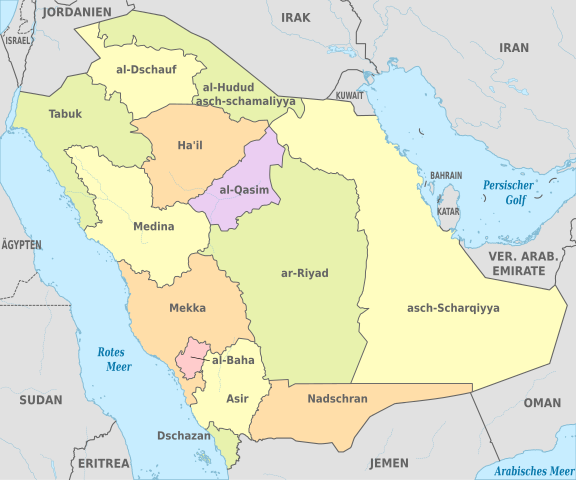 JORDANIEN
IRAK
ISRAEL
IRAN
al-Dschauf
al-Hudud
asch-schamaliyya
KUWAIT
Tabuk
Ha'il
al-Qasim
BAHRAIN
Persischer
Golf
KATAR
Medina
ÄGYPTEN
VER. ARAB.
EMIRATE
ar-Riyad
Mekka
asch-Scharqiyya
Rotes
Meer
al-Baha
SUDAN
Asir
Nadschran
OMAN
Dschazan
ERITREA
JEMEN
Arabisches Meer